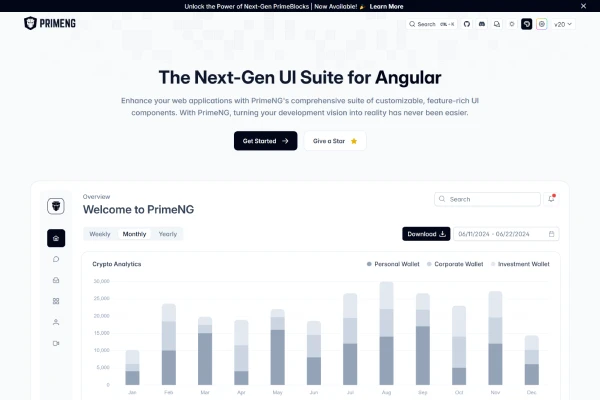 Unlock the Power of Next-Gen PrimeBlocks | Now Available! 🎉 Learn More
PRIMENG
Search
v20
The Next-Gen UI Suite for Angular
Enhance your web applications with PrimeNG's comprehensive suite of customizable, feature-rich UI
components. With PrimeNG, turning your development vision into reality has never been easier.
Get Started
Give a Star
Overview
Welcome to PrimeNG
Search
Weekly Monthly Yearly
Download
06/11/2024 - 06/22/2024
Crypto Analytics
Personal Wallet Corporate Wallet Investment Wallet
30,000
25,000
20,000
15,000
10,000
5,000
0
Jan Feb Mar Apr May Jun Jul Aug Sep Oct Nov Dec